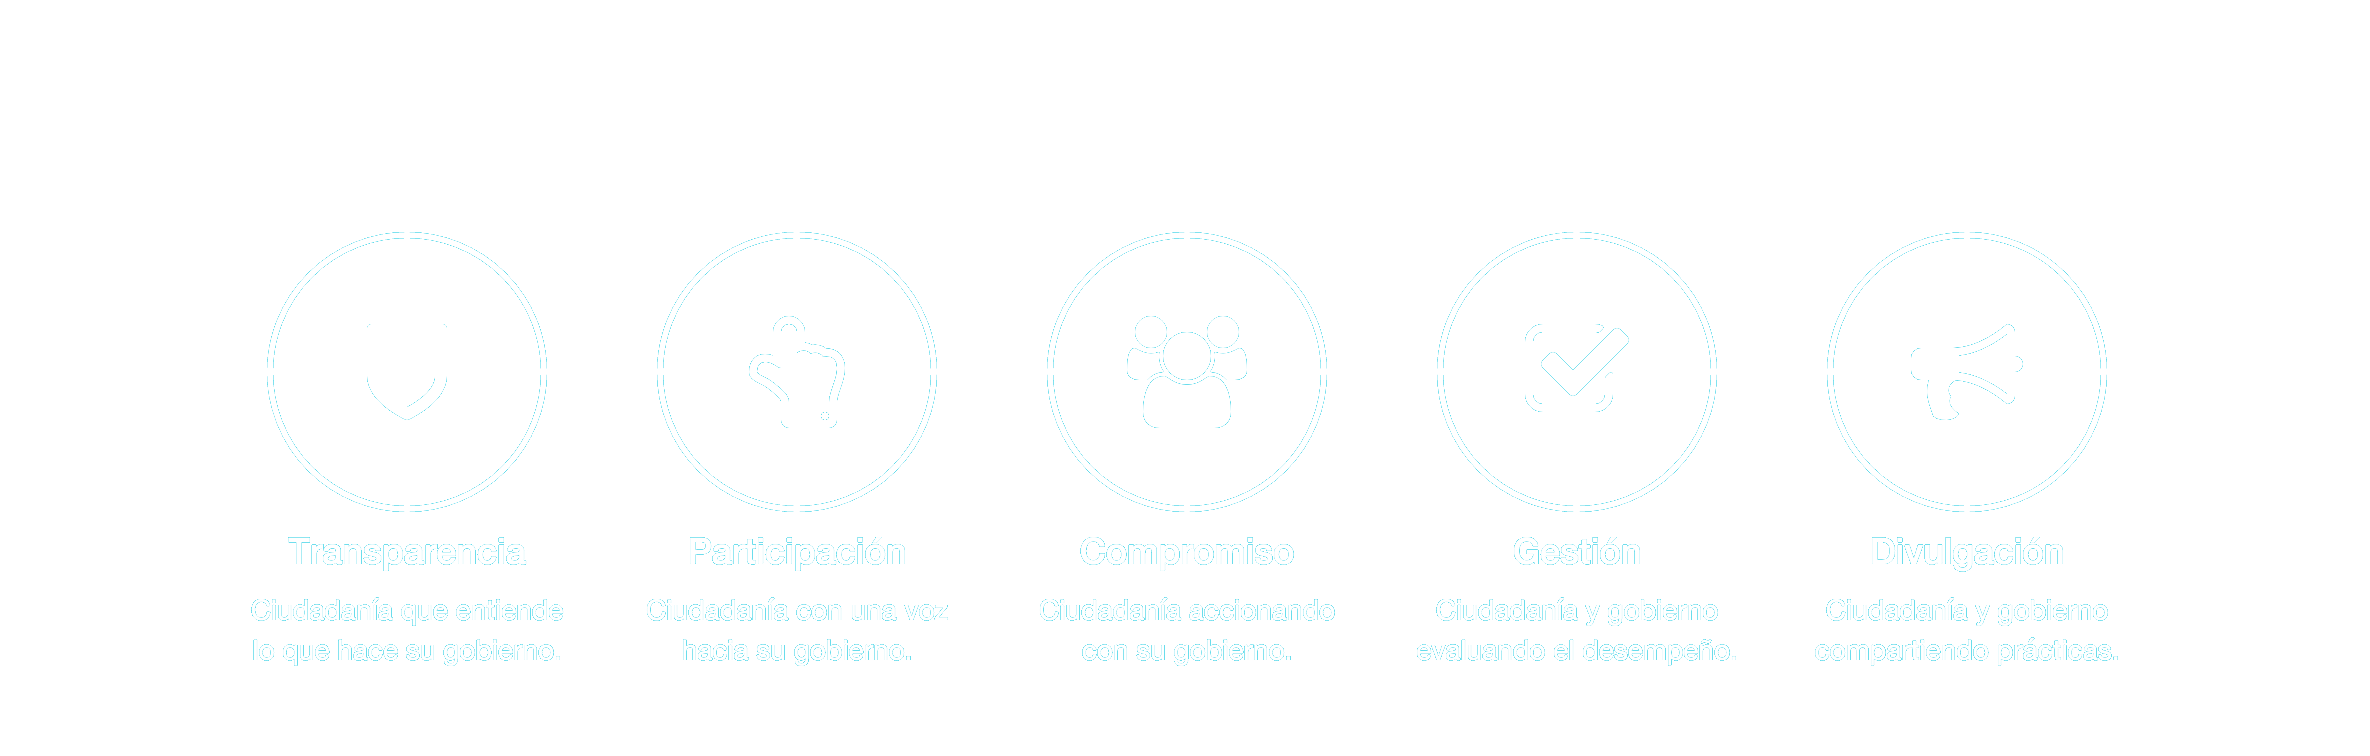 Transparencia
Ciudadanía que entiende
lo que hace su gobierno.
Participación
Ciudadanía con una voz
hacia su gobierno.
Compromiso
Ciudadanía accionando
con su gobierno.
Gestión
Ciudadanía y gobierno
evaluando el desempeño.
Divulgación
Ciudadanía y gobierno
compartiendo prácticas.